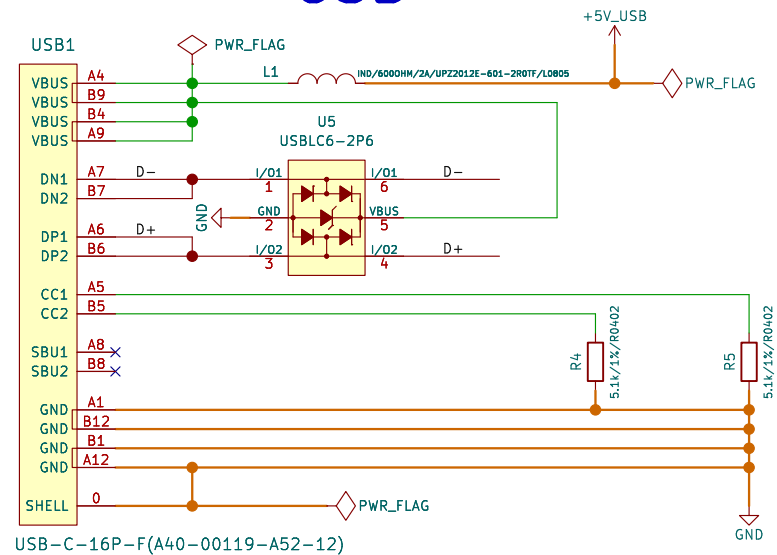 USB
+5V_USB
USB1
PWR_FLAG
L1
IND/600OHM/2A/UPZ2012E-601-2R0TF/L0805
PWR_FLAG
VBUS A4
VBUS B9
VBUS B4
VBUS A9
U5
USBLC6-2P6
DN1 A7 D-
DN2 B7
I/O1 1
I/O1 6 D-
GND
GND 2
VBUS 5
DP1 A6 D+
DP2 B6
I/O2 3
I/O2 4 D+
CC1 A5
CC2 B5
SBU1 A8
SBU2 B8
R4
5.1k/1%/R0402
R5
5.1k/1%/R0402
GND A1
GND B12
GND B1
GND A12
SHELL 0
PWR_FLAG
GND
USB-C-16P-F(A40-00119-A52-12)